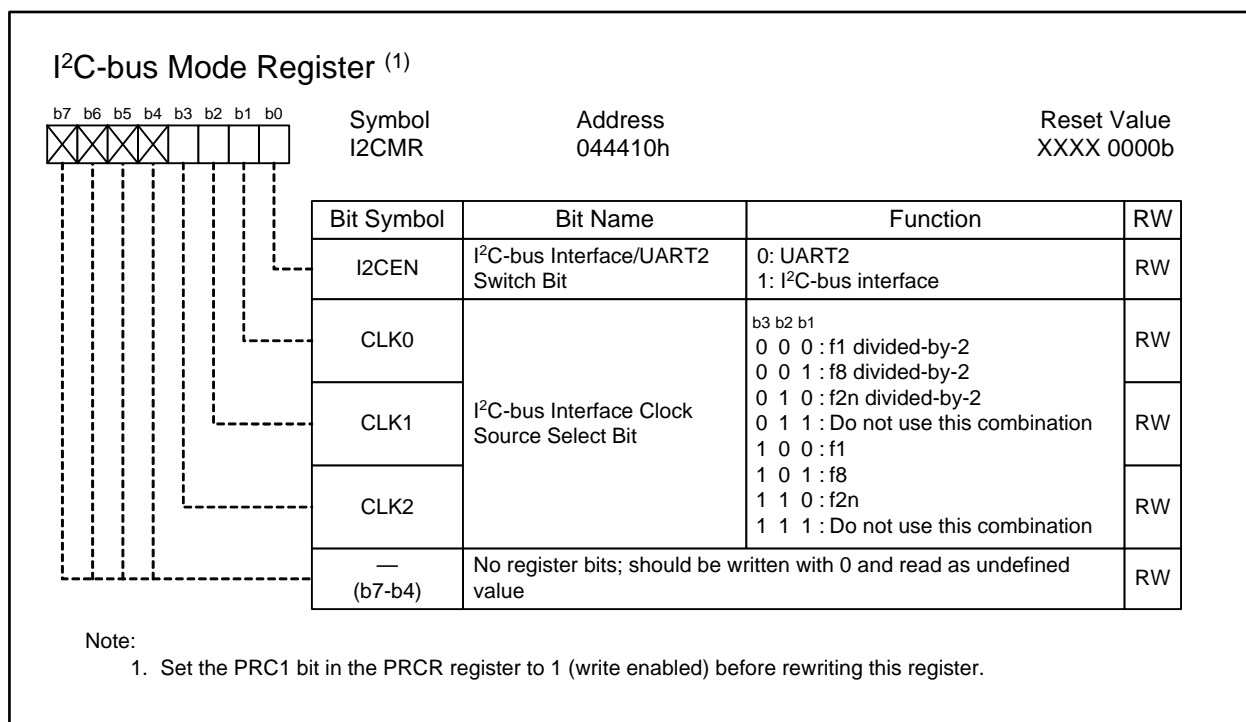 I²C-bus Mode Register (1)
b7 b6 b5 b4 b3 b2 b1 b0
Symbol Address Reset Value
I2CMR 044410h XXXX 0000b
Bit Symbol Bit Name Function RW
I2CEN
I²C-bus Interface/UART2
Switch Bit
0: UART2
1: I²C-bus interface
RW
CLK0
CLK1
CLK2
I²C-bus Interface Clock
Source Select Bit
b3 b2 b1
0 0 0 : f1 divided-by-2
0 0 1 : f8 divided-by-2
0 1 0 : f2n divided-by-2
0 1 1 : Do not use this combination
1 0 0 : f1
1 0 1 : f8
1 1 0 : f2n
1 1 1 : Do not use this combination
RW
RW
RW
—
(b7-b4)
No register bits; should be written with 0 and read as undefined
value
RW
Note:
1. Set the PRC1 bit in the PRCR register to 1 (write enabled) before rewriting this register.